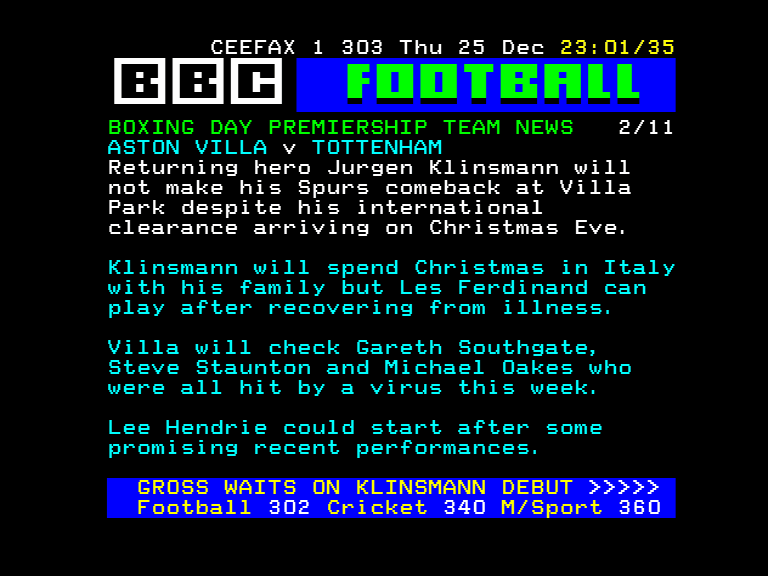 CEEFAX 1 303 Thu 25 Dec 23:01/35
BBC FOOTBALL
BOXING DAY PREMIERSHIP TEAM NEWS 2/11
ASTON VILLA v TOTTENHAM
Returning hero Jurgen Klinsmann will
not make his Spurs comeback at Villa
Park despite his international
clearance arriving on Christmas Eve.
Klinsmann will spend Christmas in Italy
with his family but Les Ferdinand can
play after recovering from illness.
Villa will check Gareth Southgate,
Steve Staunton and Michael Oakes who
were all hit by a virus this week.
Lee Hendrie could start after some
promising recent performances.
GROSS WAITS ON KLINSMANN DEBUT >>>>>
Football 302 Cricket 340 M/Sport 360